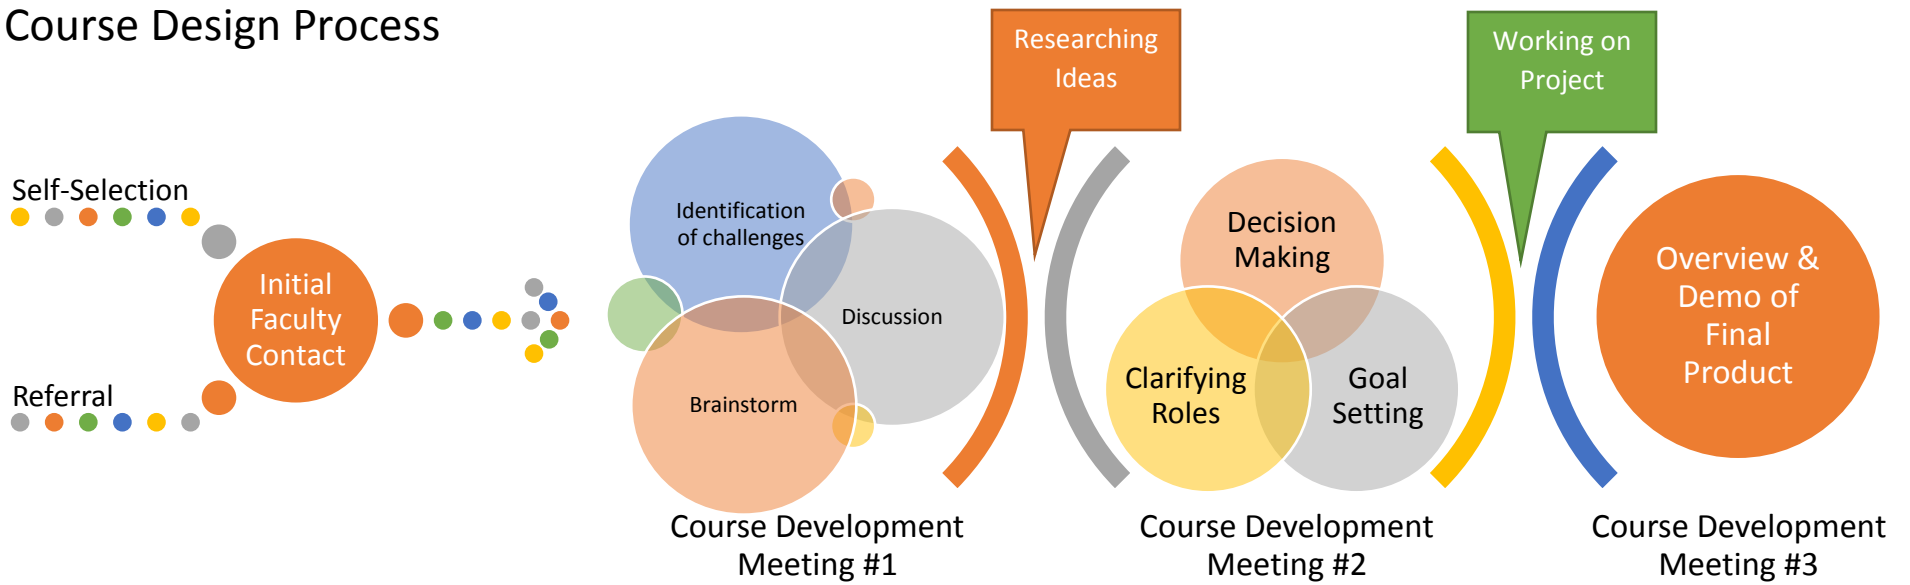 Course Design Process
Self-Selection
Referral
Initial
Faculty
Contact
Identification
of challenges
Discussion
Brainstorm
Course Development
Meeting #1
Researching
Ideas
Decision
Making
Clarifying
Roles
Goal
Setting
Course Development
Meeting #2
Working on
Project
Overview &
Demo of
Final
Product
Course Development
Meeting #3